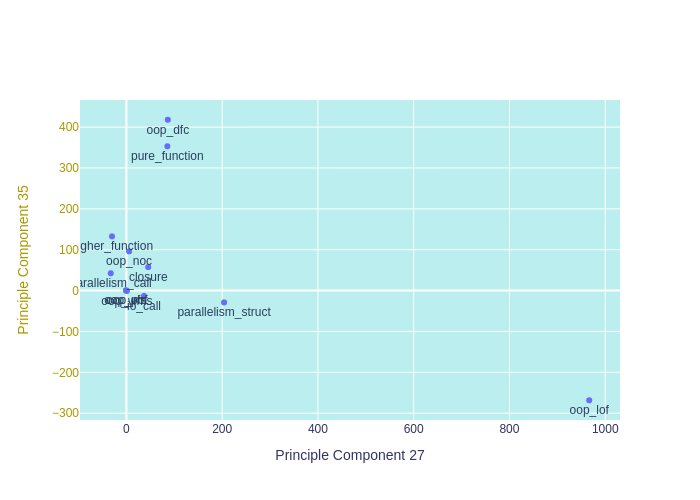 400
300
200
100
0
−100
−200
−300
Principle Component 35
oop_dfc
pure_function
gher_function
oop_noc
closure
arallelism_call
io_call
parallelism_struct
oop_lof
0
200
400
600
800
1000
Principle Component 27